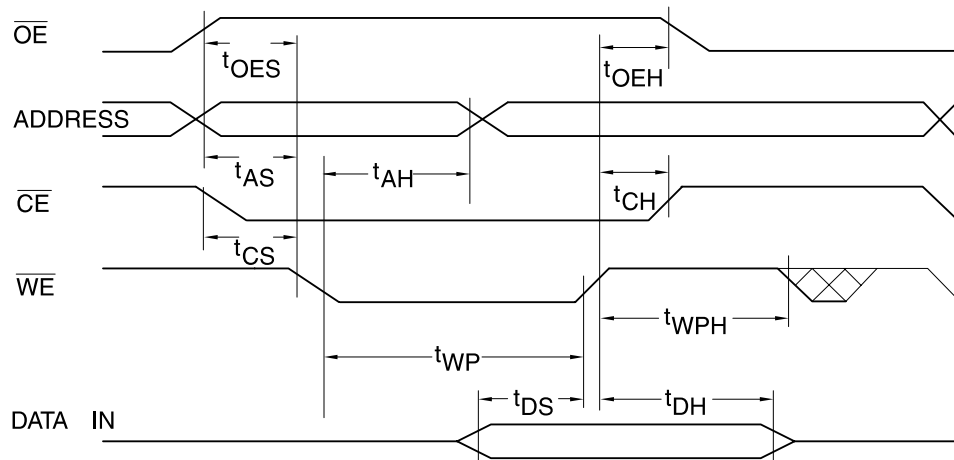 OE
tOES
tOEH
ADDRESS
tAS
tAH
CE
tCH
tCS
WE
tWPH
tWP
DATA IN
tDS
tDH